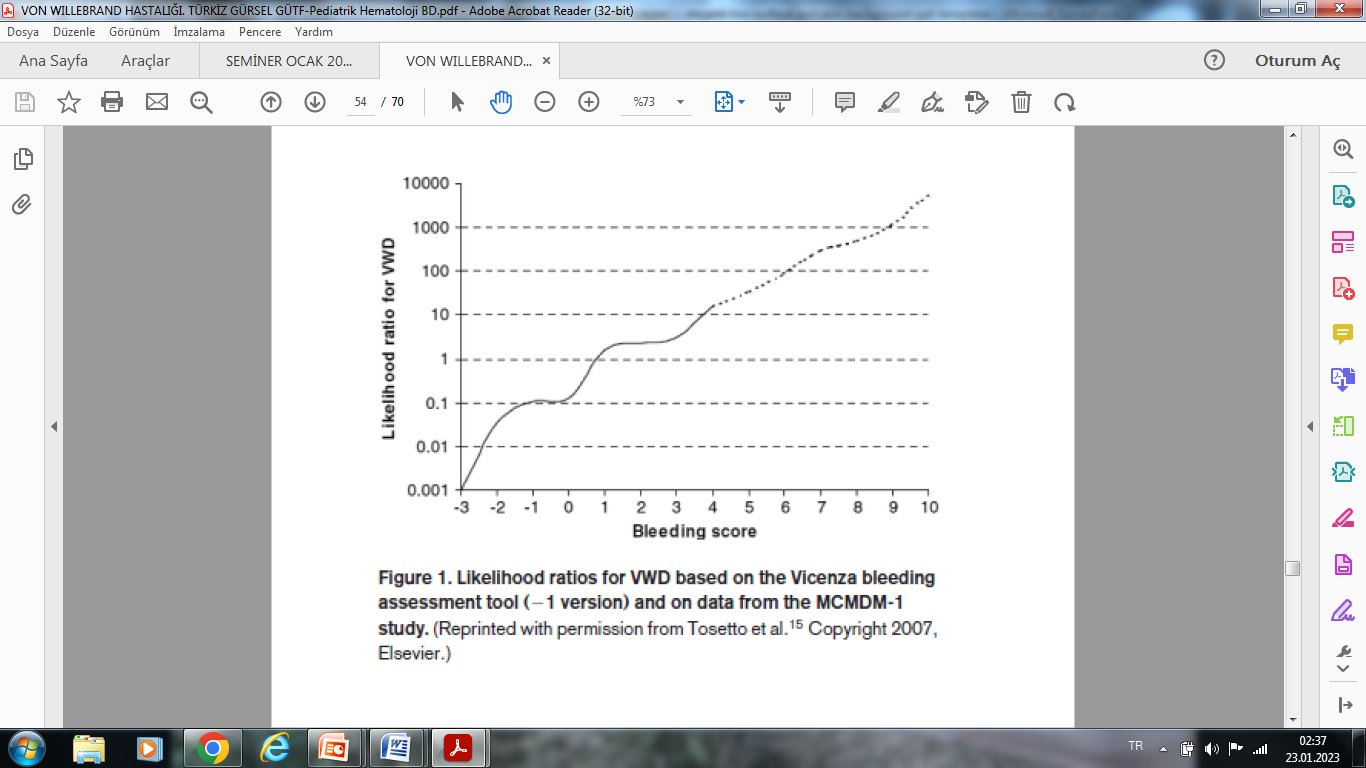 VON WILLEBRAND HASTALIĞI. TÜRKİZ GÜRSEL GÜTF-Pediatrik Hematoloji BD.pdf - Adobe Acrobat Reader (32-bit)
Dosya Düzenle Görünüm İmzalama Pencere Yardım
Ana Sayfa Araçlar SEMİNER OCAK 20... VON WILLEBRAND... × Oturum Aç
54 / 70 %73
10000
1000
100
10
1
0.1
0.01
0.001
Likelihood ratio for VWD
-3 -2 -1 0 1 2 3 4 5 6 7 8 9 10
Bleeding score
Figure 1. Likelihood ratios for VWD based on the Vicenza bleeding
assessment tool (−1 version) and on data from the MCMDM-1
study. (Reprinted with permission from Tosetto et al.15 Copyright 2007,
Elsevier.)
TR 02:37
23.01.2023